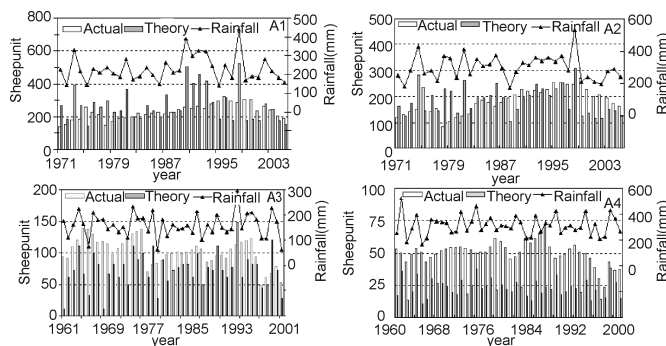 Actual Theory Rainfall A1
Sheepunit
800
600
400
200
0
500
400
300
200
100
0
Rainfall(mm)
1971 1979 1987 1995 2003
year
Actual Theory Rainfall A2
Sheepunit
500
400
300
200
100
0
600
400
200
0
Rainfall(mm)
1971 1979 1987 1995 2003
year
Actual Theory Rainfall A3
Sheepunit
200
150
100
50
0
300
200
100
0
Rainfall(mm)
1961 1969 1977 1985 1993 2001
year
Actual Theory Rainfall A4
Sheepunit
100
75
50
25
0
600
400
200
0
Rainfall(mm)
1960 1968 1976 1984 1992 2000
year